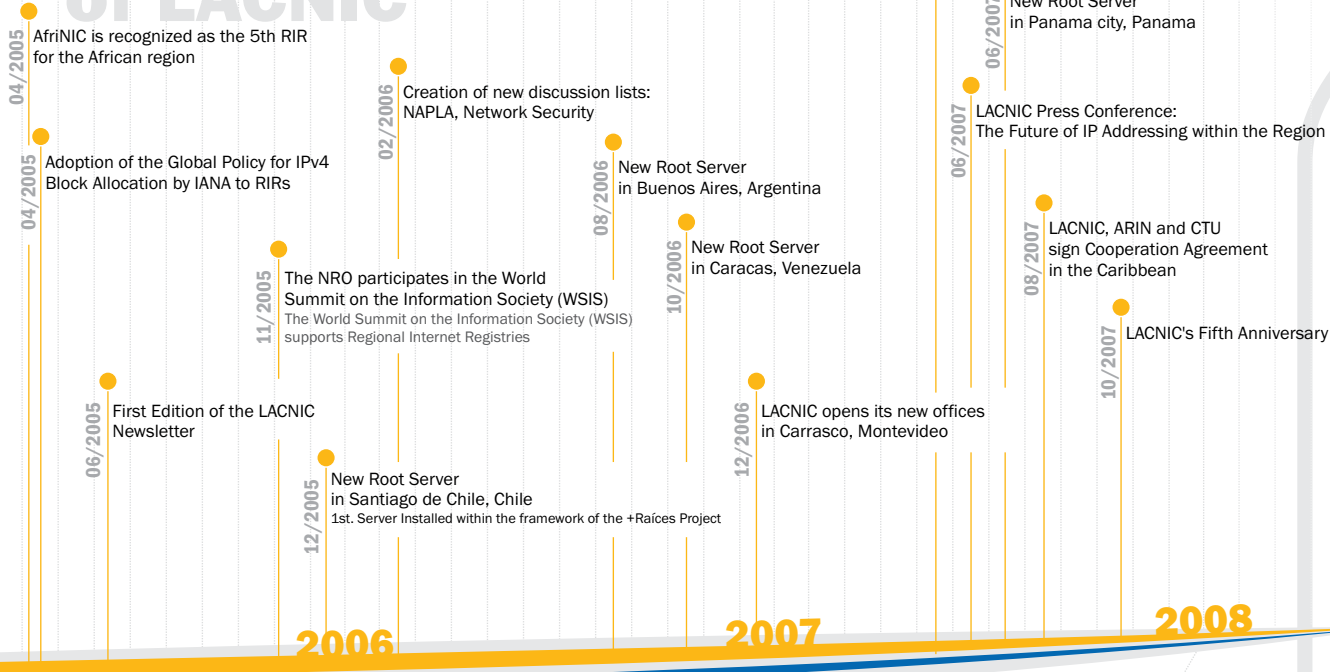 of LACNIC
04/2005
AfriNIC is recognized as the 5th RIR
for the African region
04/2005
Adoption of the Global Policy for IPv4
Block Allocation by IANA to RIRs
06/2005
First Edition of the LACNIC
Newsletter
11/2005
The NRO participates in the World
Summit on the Information Society (WSIS)
The World Summit on the Information Society (WSIS)
supports Regional Internet Registries
12/2005
New Root Server
in Santiago de Chile, Chile
1st. Server Installed within the framework of the +Raíces Project
02/2006
Creation of new discussion lists:
NAPLA, Network Security
08/2006
New Root Server
in Buenos Aires, Argentina
10/2006
New Root Server
in Caracas, Venezuela
12/2006
LACNIC opens its new offices
in Carrasco, Montevideo
06/2007
New Root Server
in Panama city, Panama
06/2007
LACNIC Press Conference:
The Future of IP Addressing within the Region
08/2007
LACNIC, ARIN and CTU
sign Cooperation Agreement
in the Caribbean
10/2007
LACNIC's Fifth Anniversary
2006
2007
2008